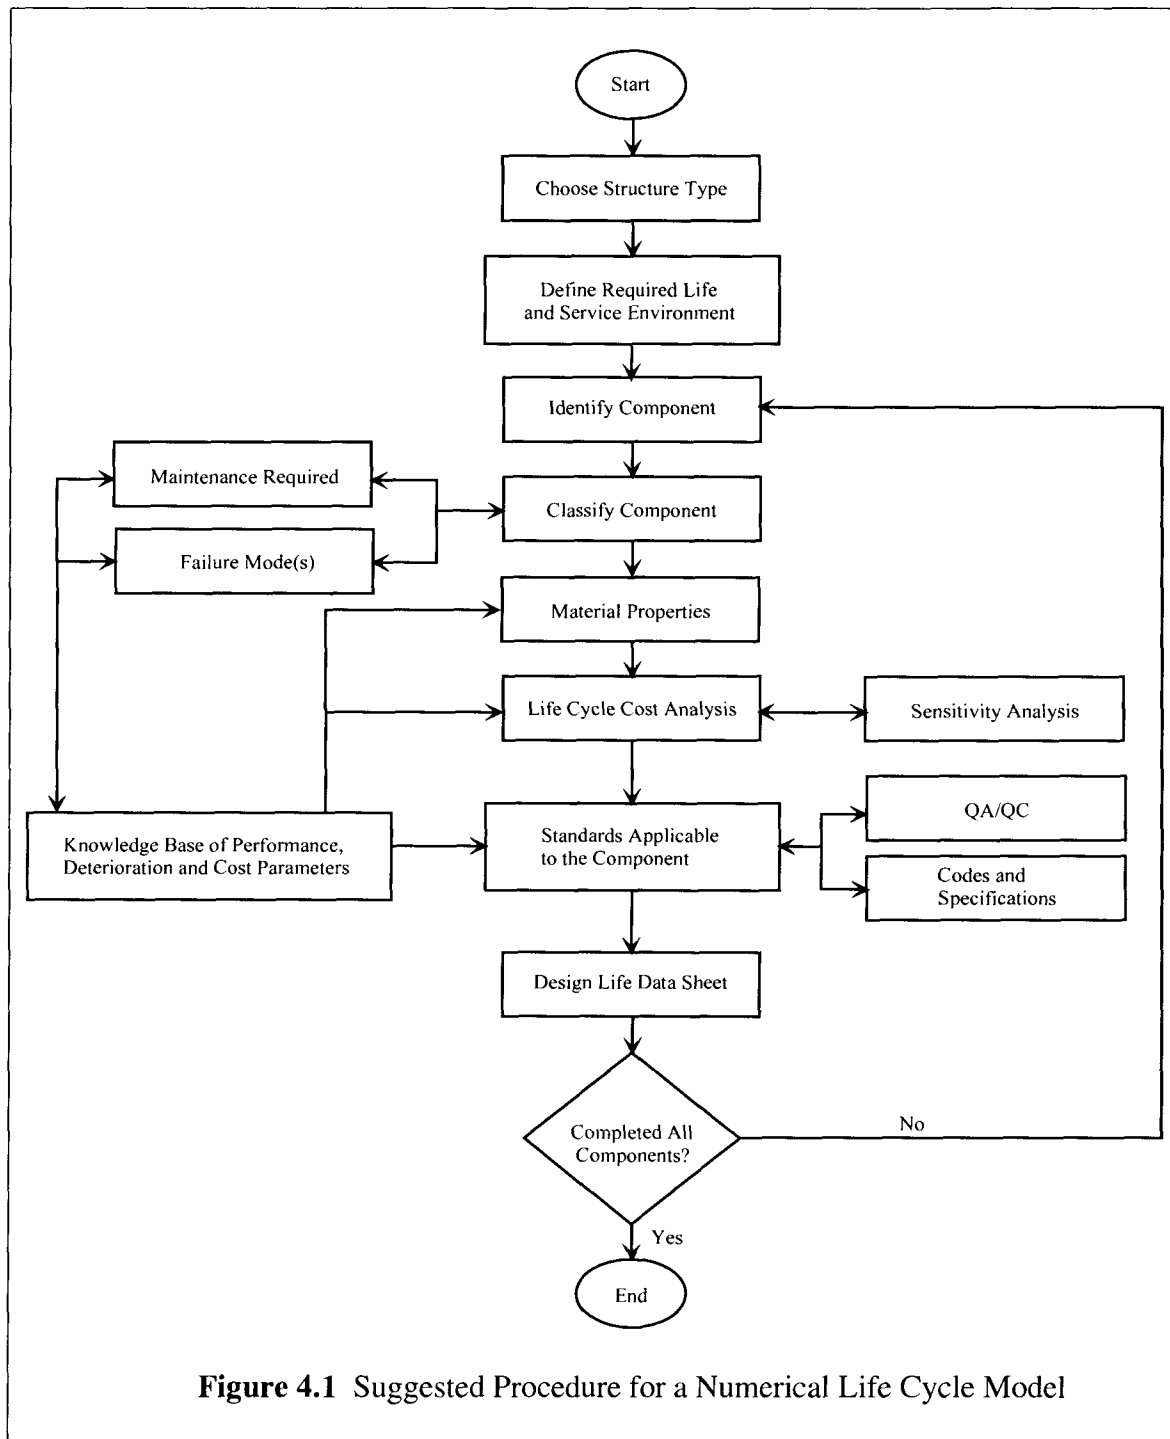 Start
Choose Structure Type
Define Required Life
and Service Environment
Identify Component
Maintenance Required
Classify Component
Failure Mode(s)
Material Properties
Life Cycle Cost Analysis
Sensitivity Analysis
QA/QC
Knowledge Base of Performance,
Deterioration and Cost Parameters
Standards Applicable
to the Component
Codes and
Specifications
Design Life Data Sheet
Completed All
Components?
No
Yes
End
Figure 4.1 Suggested Procedure for a Numerical Life Cycle Model